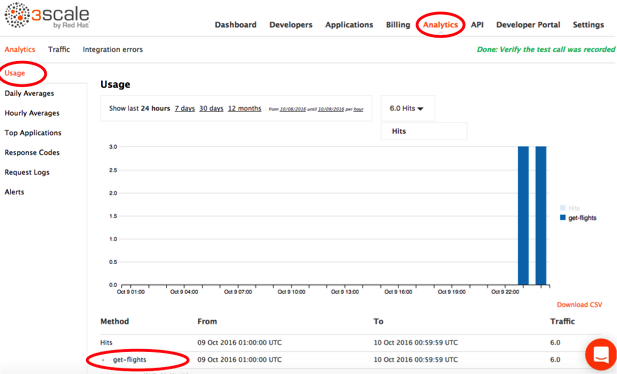 3scale
by Red Hat
Dashboard Developers Applications Billing Analytics API Developer Portal Settings
Analytics Traffic Integration errors
Done: Verify the test call was recorded
Usage
Daily Averages
Hourly Averages
Top Applications
Response Codes
Request Logs
Alerts
Usage
Show last 24 hours 7 days 30 days 12 months from 10/08/2016 until 10/09/2016 per hour
6.0 Hits
Hits
3.0
2.5
2.0
1.5
1.0
0.5
0.0
Oct 9 01:00 Oct 9 04:00 Oct 9 07:00 Oct 9 10:00 Oct 9 13:00 Oct 9 16:00 Oct 9 19:00 Oct 9 22:00
Hits
get-flights
Download CSV
Method From To Traffic
Hits 09 Oct 2016 01:00:00 UTC 10 Oct 2016 00:59:59 UTC 6.0
- get-flights 09 Oct 2016 01:00:00 UTC 10 Oct 2016 00:59:59 UTC 6.0